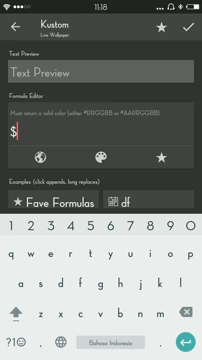 11:18
Kustom
Live Wallpaper
Text Preview
Text Preview
Formula Editor
Must return a valid color (either #RRGGBB or #AARRGGBB)
$
Examples (click appends, long replaces)
Fave Formulas
df
1 2 3 4 5 6 7 8 9 0
q w e r t y u i o p
a s d f g h j k l
z x c v b n m
?1 , Bahasa Indonesia .